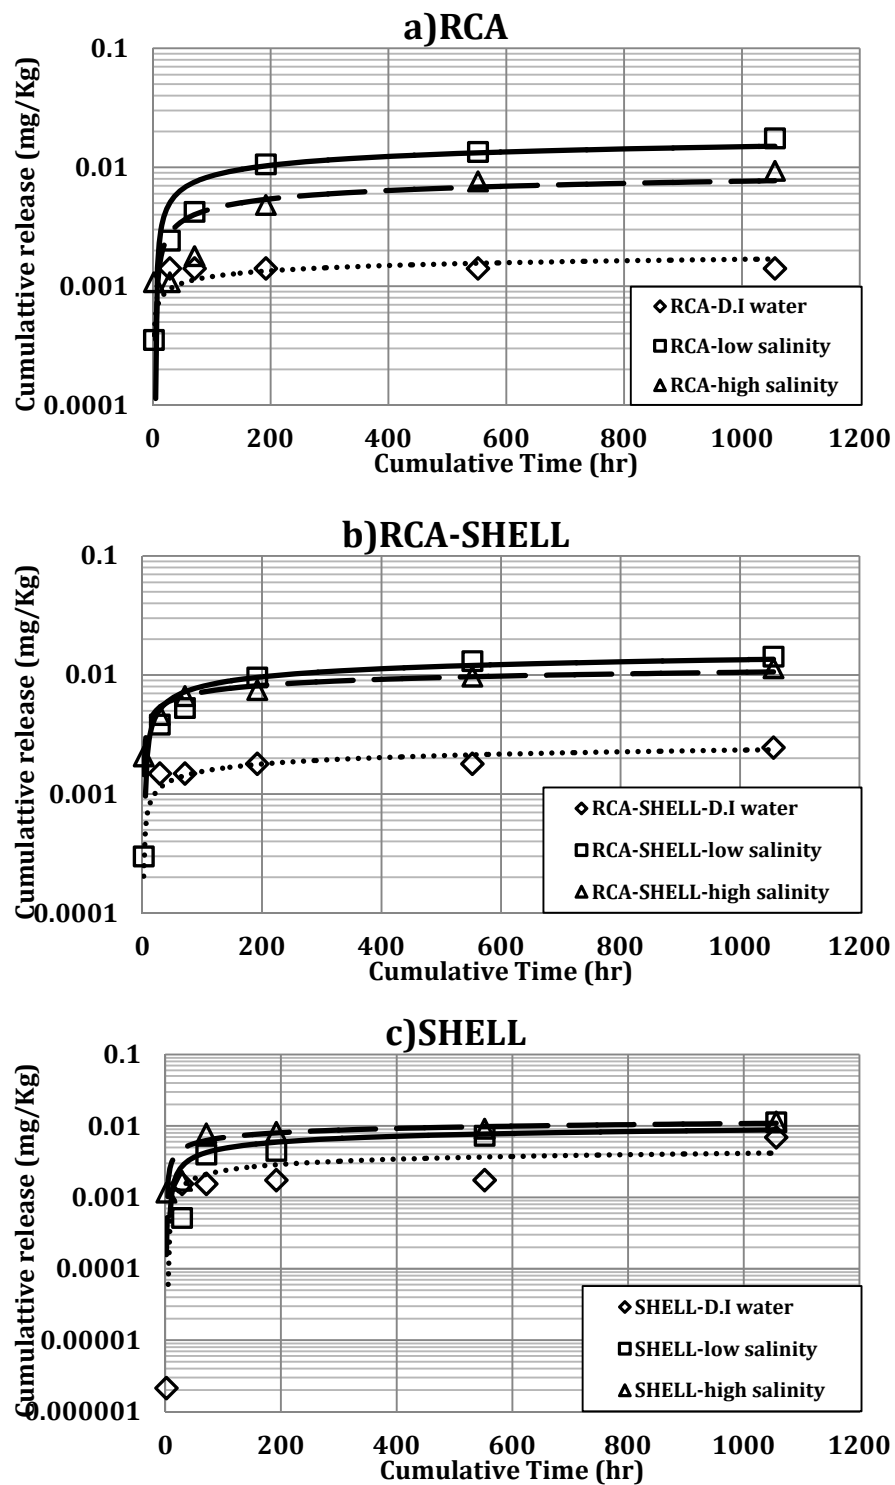 a)RCA
Cumulattive release (mg/Kg)
0.1
0.01
0.001
0.0001
RCA-D.I water
RCA-low salinity
RCA-high salinity
0 200 400 600 800 1000 1200
Cumulative Time (hr)
b)RCA-SHELL
Cumulattive release (mg/Kg)
0.1
0.01
0.001
0.0001
RCA-SHELL-D.I water
RCA-SHELL-low salinity
RCA-SHELL-high salinity
0 200 400 600 800 1000 1200
Cumulative Time (hr)
c)SHELL
Cumulattive release (mg/Kg)
0.1
0.01
0.001
0.0001
0.00001
0.000001
SHELL-D.I water
SHELL-low salinity
SHELL-high salinity
0 200 400 600 800 1000 1200
Cumulative Time (hr)